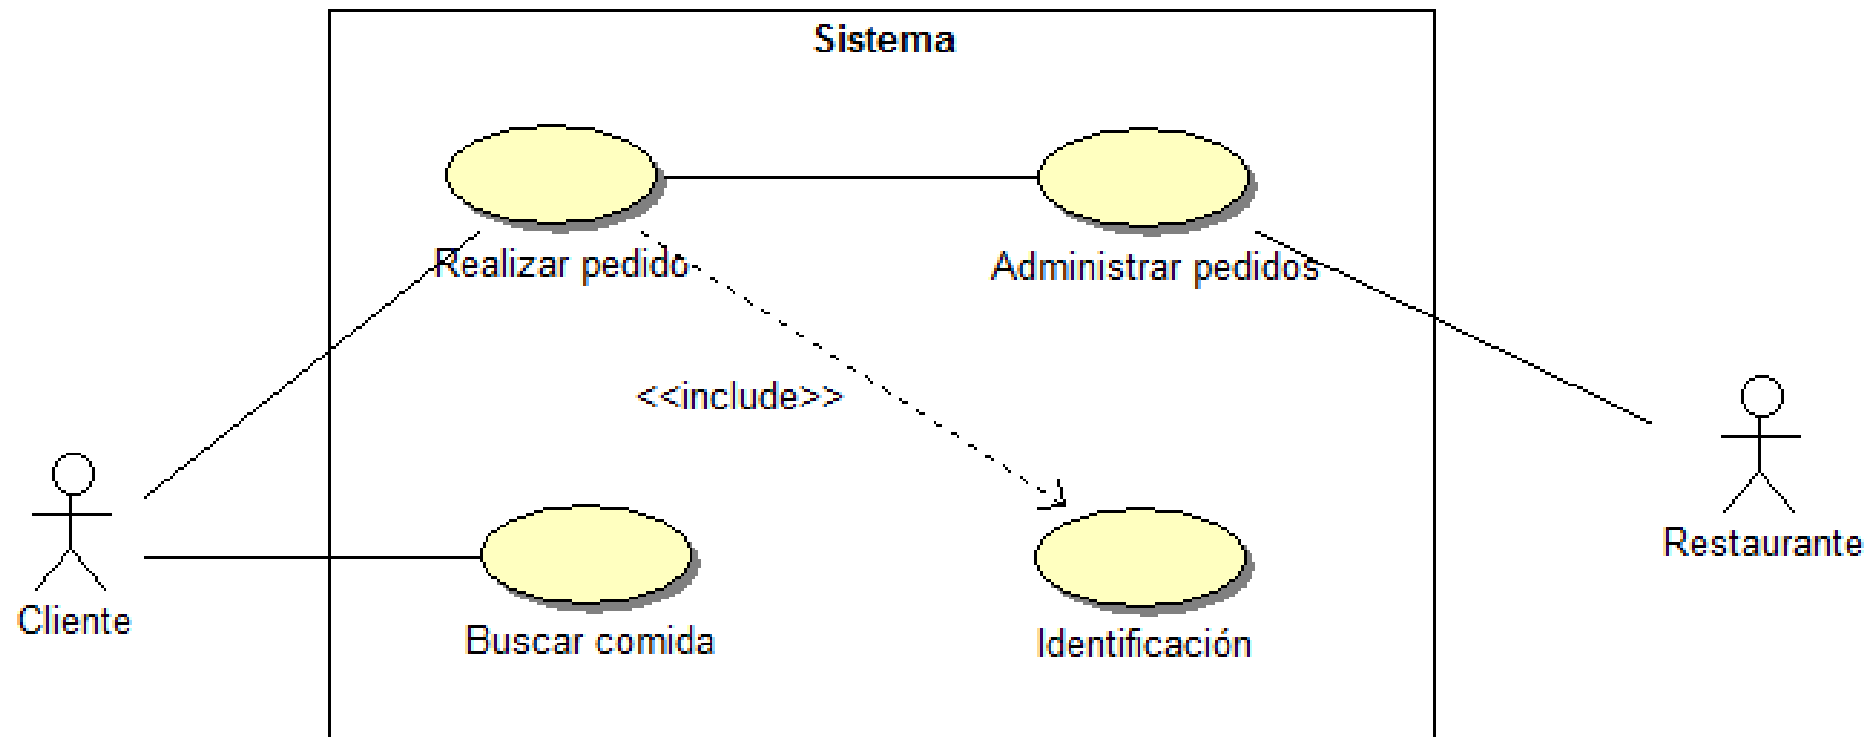 Sistema
Realizar pedido
Administrar pedidos
<<include>>
Restaurante
Cliente
Buscar comida
Identificación